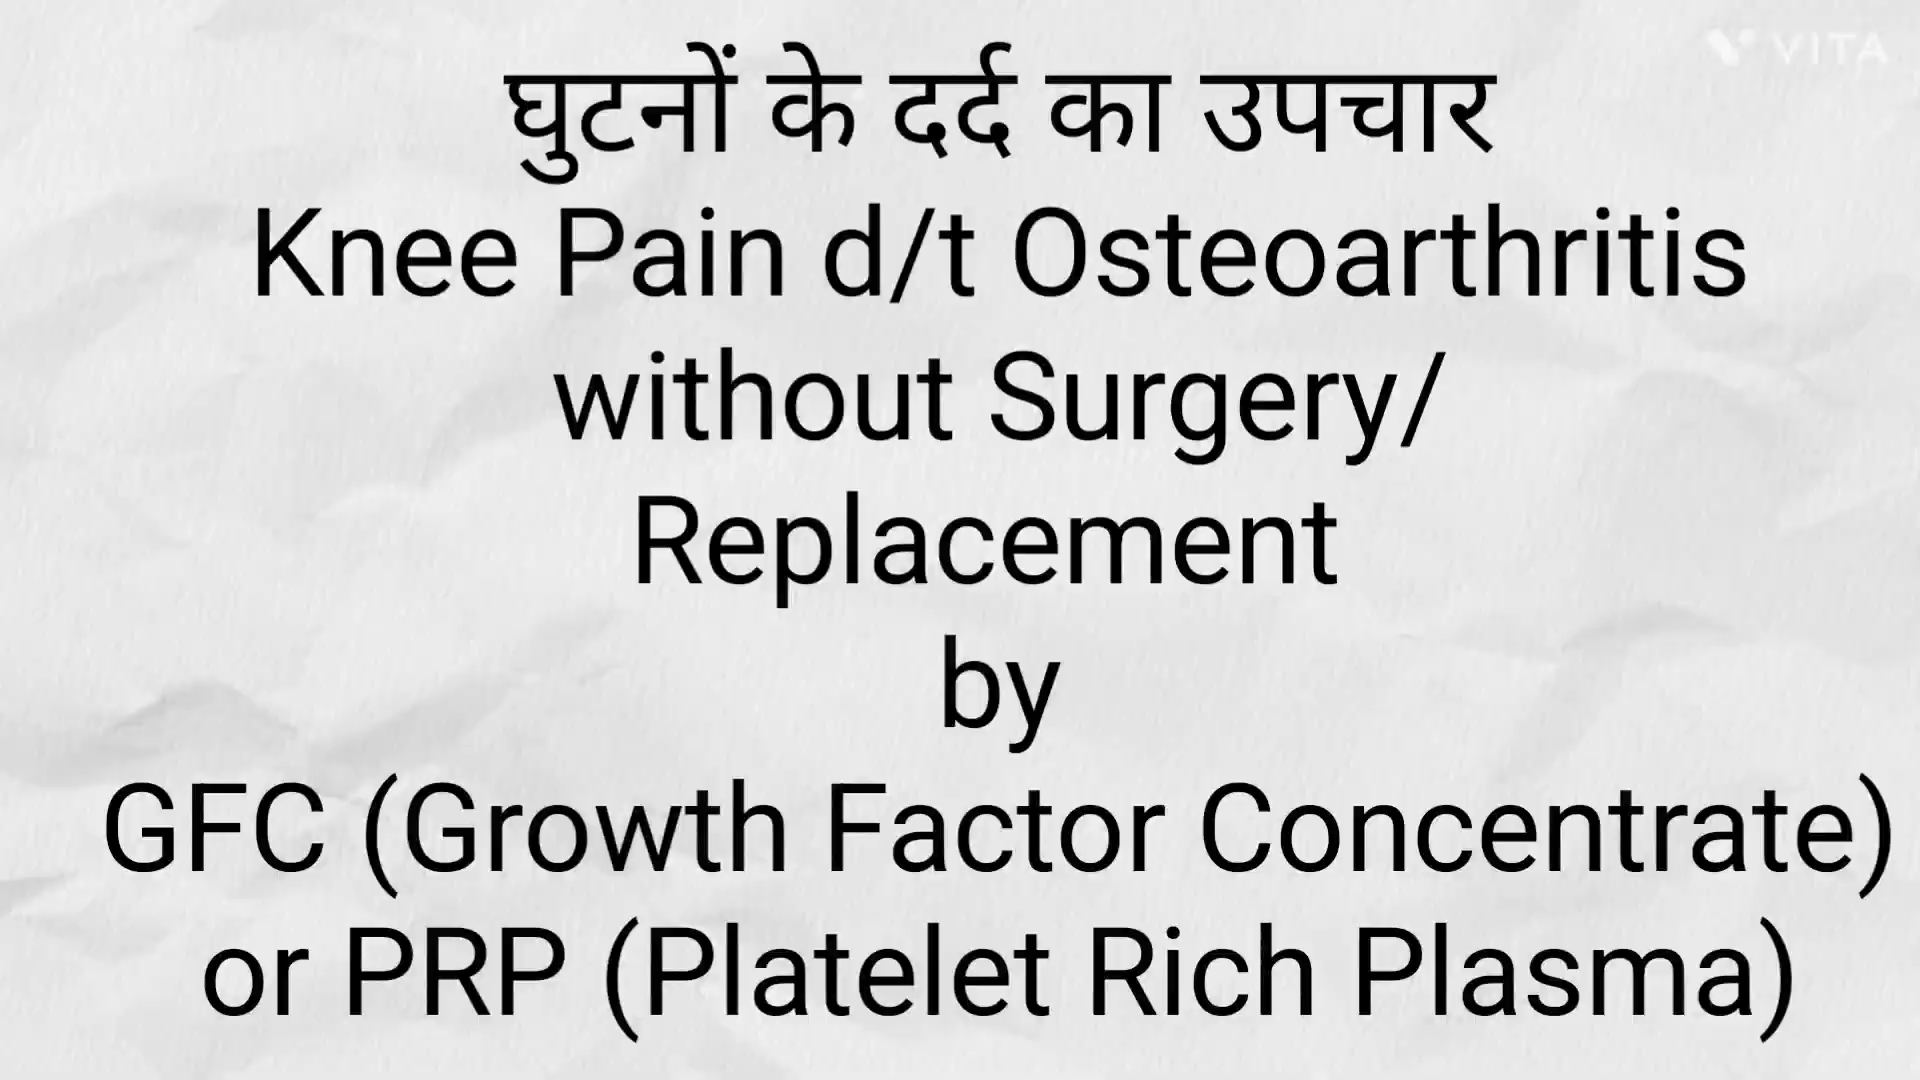 VITA
घुटनों के दर्द का उपचार
Knee Pain d/t Osteoarthritis
without Surgery/
Replacement
by
GFC (Growth Factor Concentrate)
or PRP (Platelet Rich Plasma)